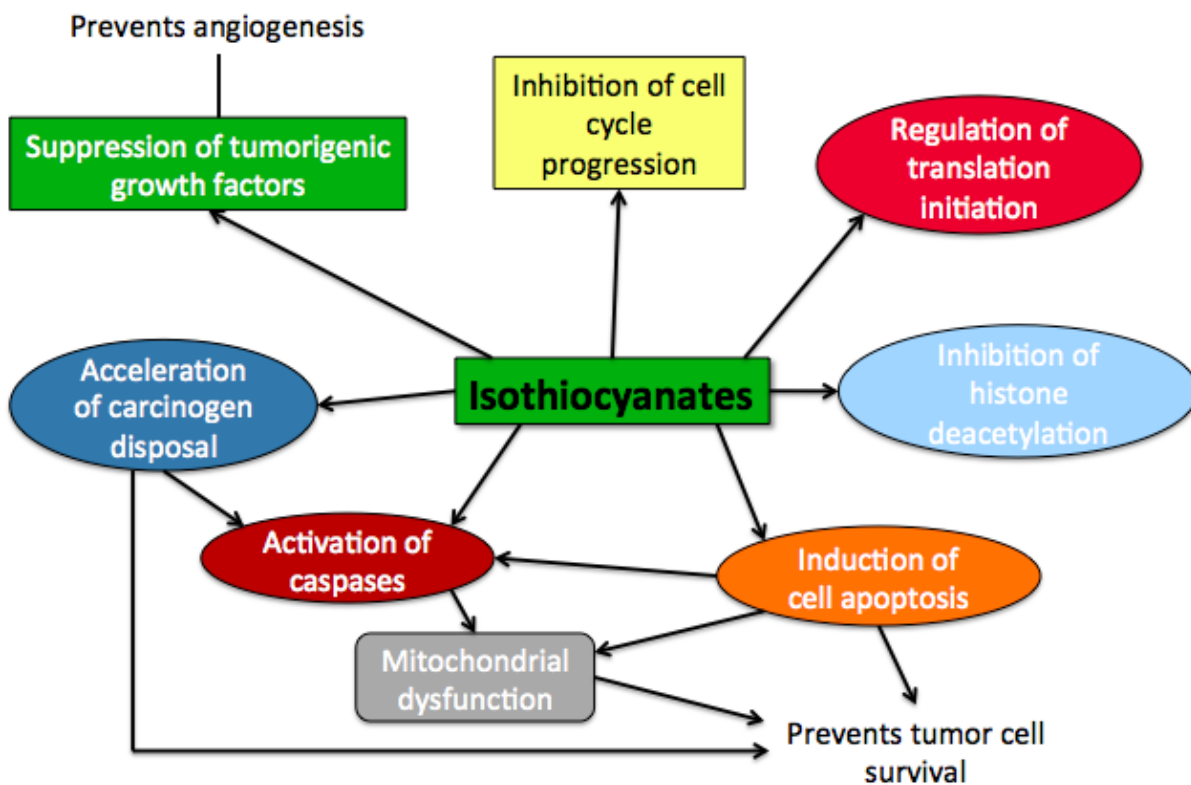 Prevents angiogenesis
Suppression of tumorigenic
growth factors
Inhibition of cell
cycle
progression
Regulation of
translation
initiation
Acceleration
of carcinogen
disposal
Isothiocyanates
Inhibition of
histone
deacetylation
Activation of
caspases
Induction of
cell apoptosis
Mitochondrial
dysfunction
Prevents tumor cell
survival